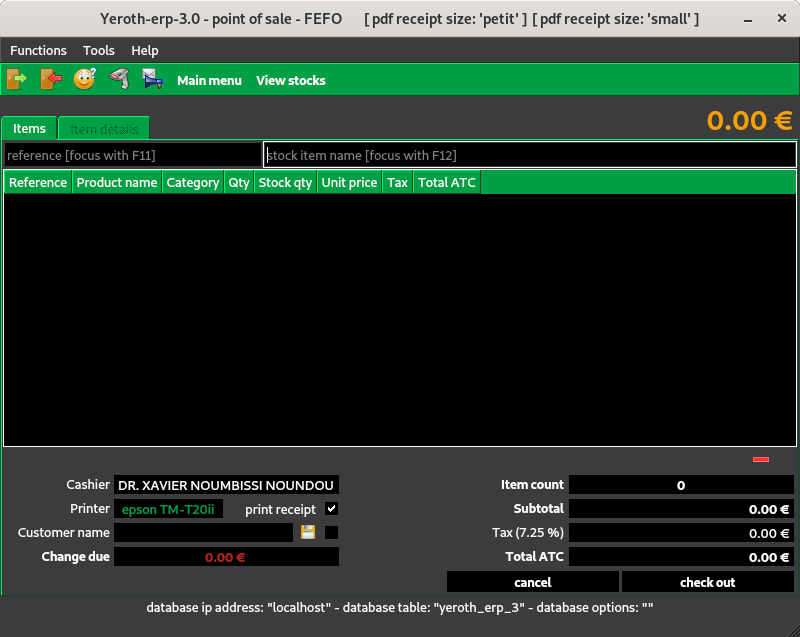 Yeroth-erp-3.0 - point of sale - FEFO [ pdf receipt size: 'petit' ] [ pdf receipt size: 'small' ]
Functions Tools Help
Main menu View stocks
0.00 €
Items Item details
reference [focus with F11] stock item name [focus with F12]
Reference Product name Category Qty Stock qty Unit price Tax Total ATC
Cashier DR. XAVIER NOUMBISSI NOUNDOU
Item count 0
Printer epson TM-T20ii print receipt
Subtotal 0.00 €
Customer name
Tax (7.25 %) 0.00 €
Change due 0.00 €
Total ATC 0.00 €
cancel check out
database ip address: "localhost" - database table: "yeroth_erp_3" - database options: ""